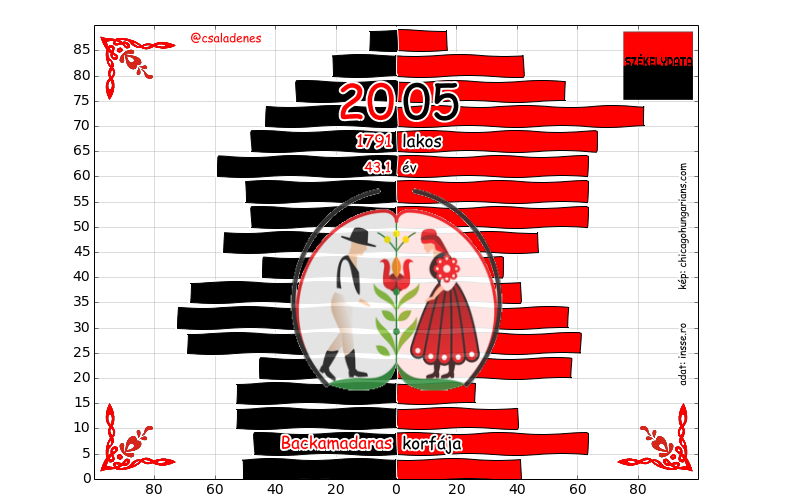 @csaladenes
SZÉKELYDATA
2005
1791 lakos
43.1 év
kép: chicagohungarians.com
adat: insse.ro
Backamadaras korfája
85
80
75
70
65
60
55
50
45
40
35
30
25
20
15
10
5
0
80 60 40 20 0 20 40 60 80